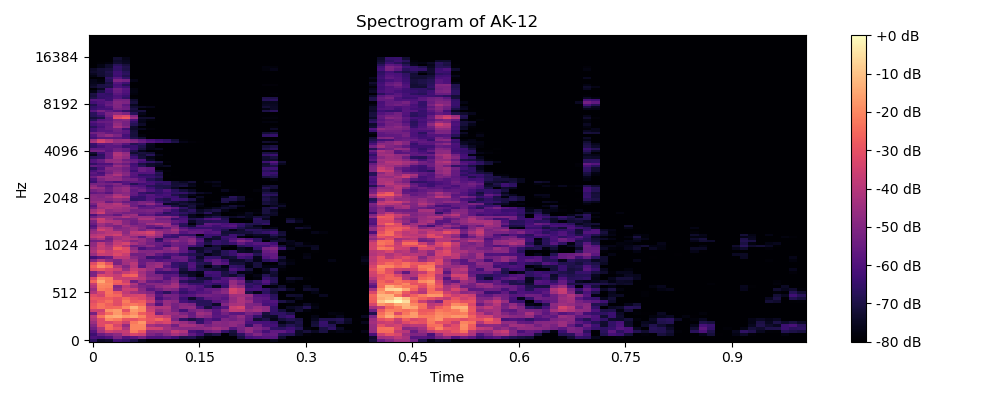 Spectrogram of AK-12
Hz
16384
8192
4096
2048
1024
512
0
0 0.15 0.3 0.45 0.6 0.75 0.9
Time
+0 dB
-10 dB
-20 dB
-30 dB
-40 dB
-50 dB
-60 dB
-70 dB
-80 dB